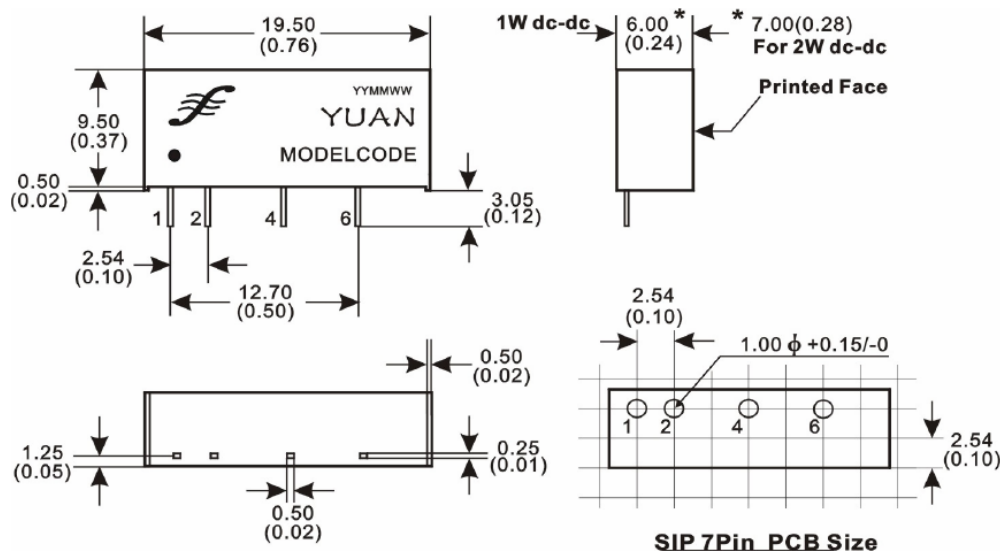 19.50
(0.76)
1W dc-dc
6.00 *
(0.24)
* 7.00(0.28)
For 2W dc-dc
Printed Face
YYMMWW
YUAN
MODELCODE
9.50
(0.37)
0.50
(0.02)
1 2 4 6
3.05
(0.12)
2.54
(0.10)
12.70
(0.50)
0.50
(0.02)
1.25
(0.05)
0.25
(0.01)
0.50
(0.02)
2.54
(0.10)
1.00 ϕ +0.15/-0
1 2 4 6
2.54
(0.10)
SIP 7Pin PCB Size